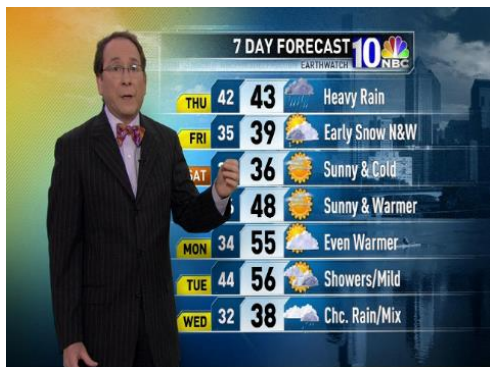 7 DAY FORECAST 10
EARTHWATCH NBC
THU 42 43 Heavy Rain
FRI 35 39 Early Snow N&W
SAT 36 Sunny & Cold
48 Sunny & Warmer
MON 34 55 Even Warmer
TUE 44 56 Showers/Mild
WED 32 38 Chc. Rain/Mix